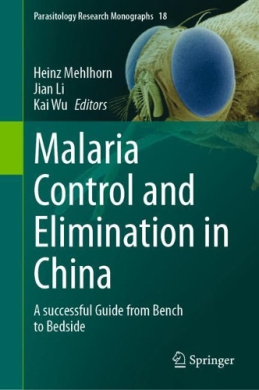 Parasitology Research Monographs 18
Heinz Mehlhorn
Jian Li
Kai Wu Editors
Malaria
Control and
Elimination in
China
A successful Guide from Bench
to Bedside
Springer